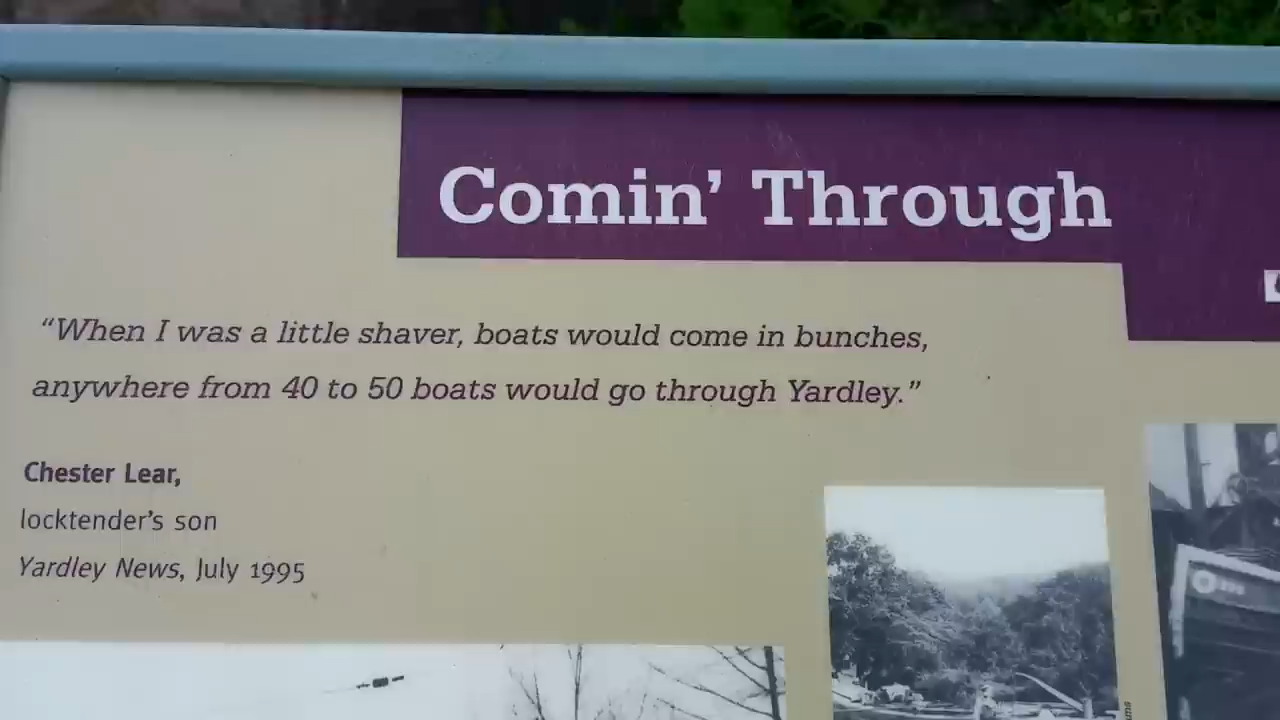 Comin’ Through
“When I was a little shaver, boats would come in bunches,
anywhere from 40 to 50 boats would go through Yardley.”
Chester Lear,
locktender’s son
Yardley News, July 1995